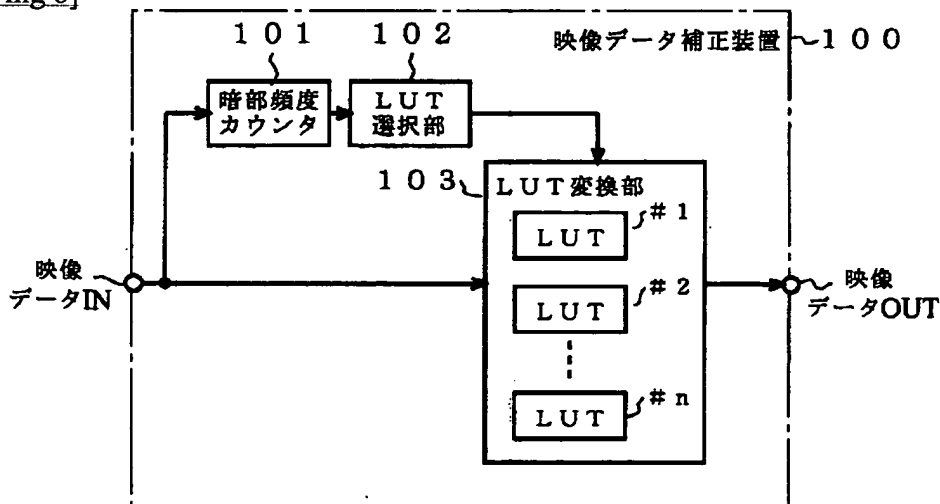 １０１
１０２
映像データ補正装置
１００
暗部頻度
カウンタ
ＬＵＴ
選択部
１０３
ＬＵＴ変換部
ＬＵＴ
＃１
ＬＵＴ
＃２
ＬＵＴ
＃ｎ
映像
データIN
映像
データOUT